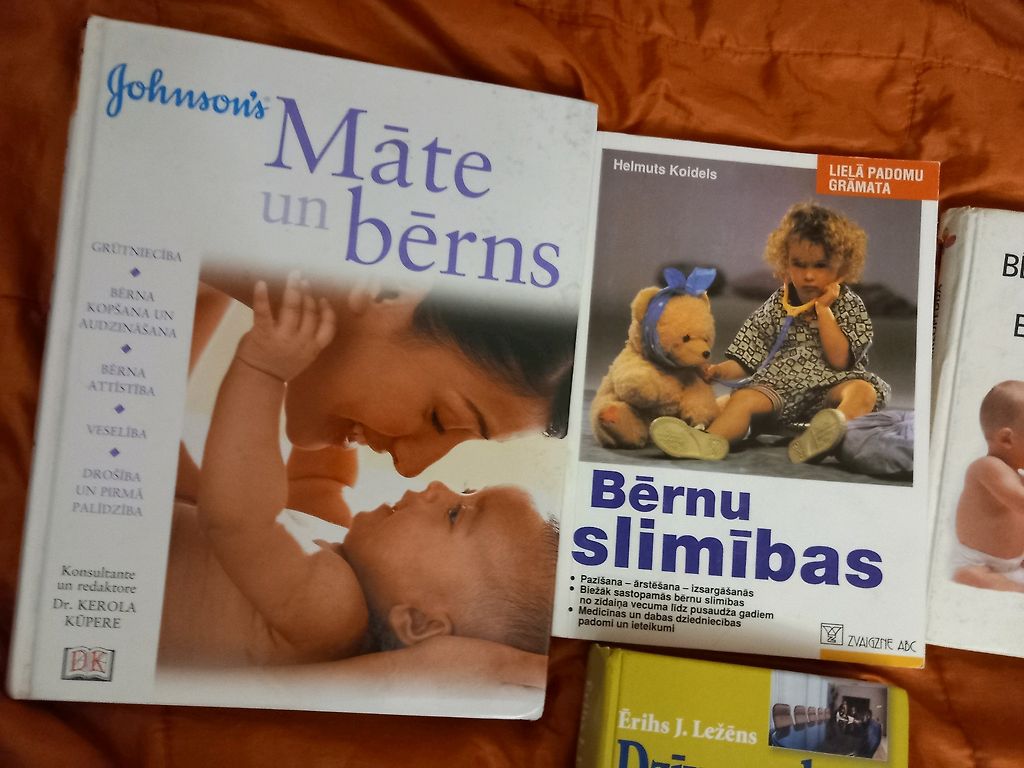 Johnson's
Māte
un
bērns
GRŪTNIECĪBA
BĒRNA
KOPŠANA UN
AUDZINĀŠANA
BĒRNA
ATTĪSTĪBA
VESELĪBA
DROŠĪBA
UN PIRMĀ
PALĪDZĪBA
Konsultante
un redaktore
Dr. KEROLA
KŪPERE
DK
Helmuts Koidels
LIELĀ PADOMU
GRĀMATA
Bērnu
slimības
• Pazīšana – ārstēšana – izsargāšanās
• Biežāk sastopamās bērnu slimības
no zīdaiņa vecuma līdz pusaudža gadiem
• Medicīnas un dabas dziedniecības
padomi un ieteikumi
ZVAIGZNE ABC
Ērihs J. Ležēns